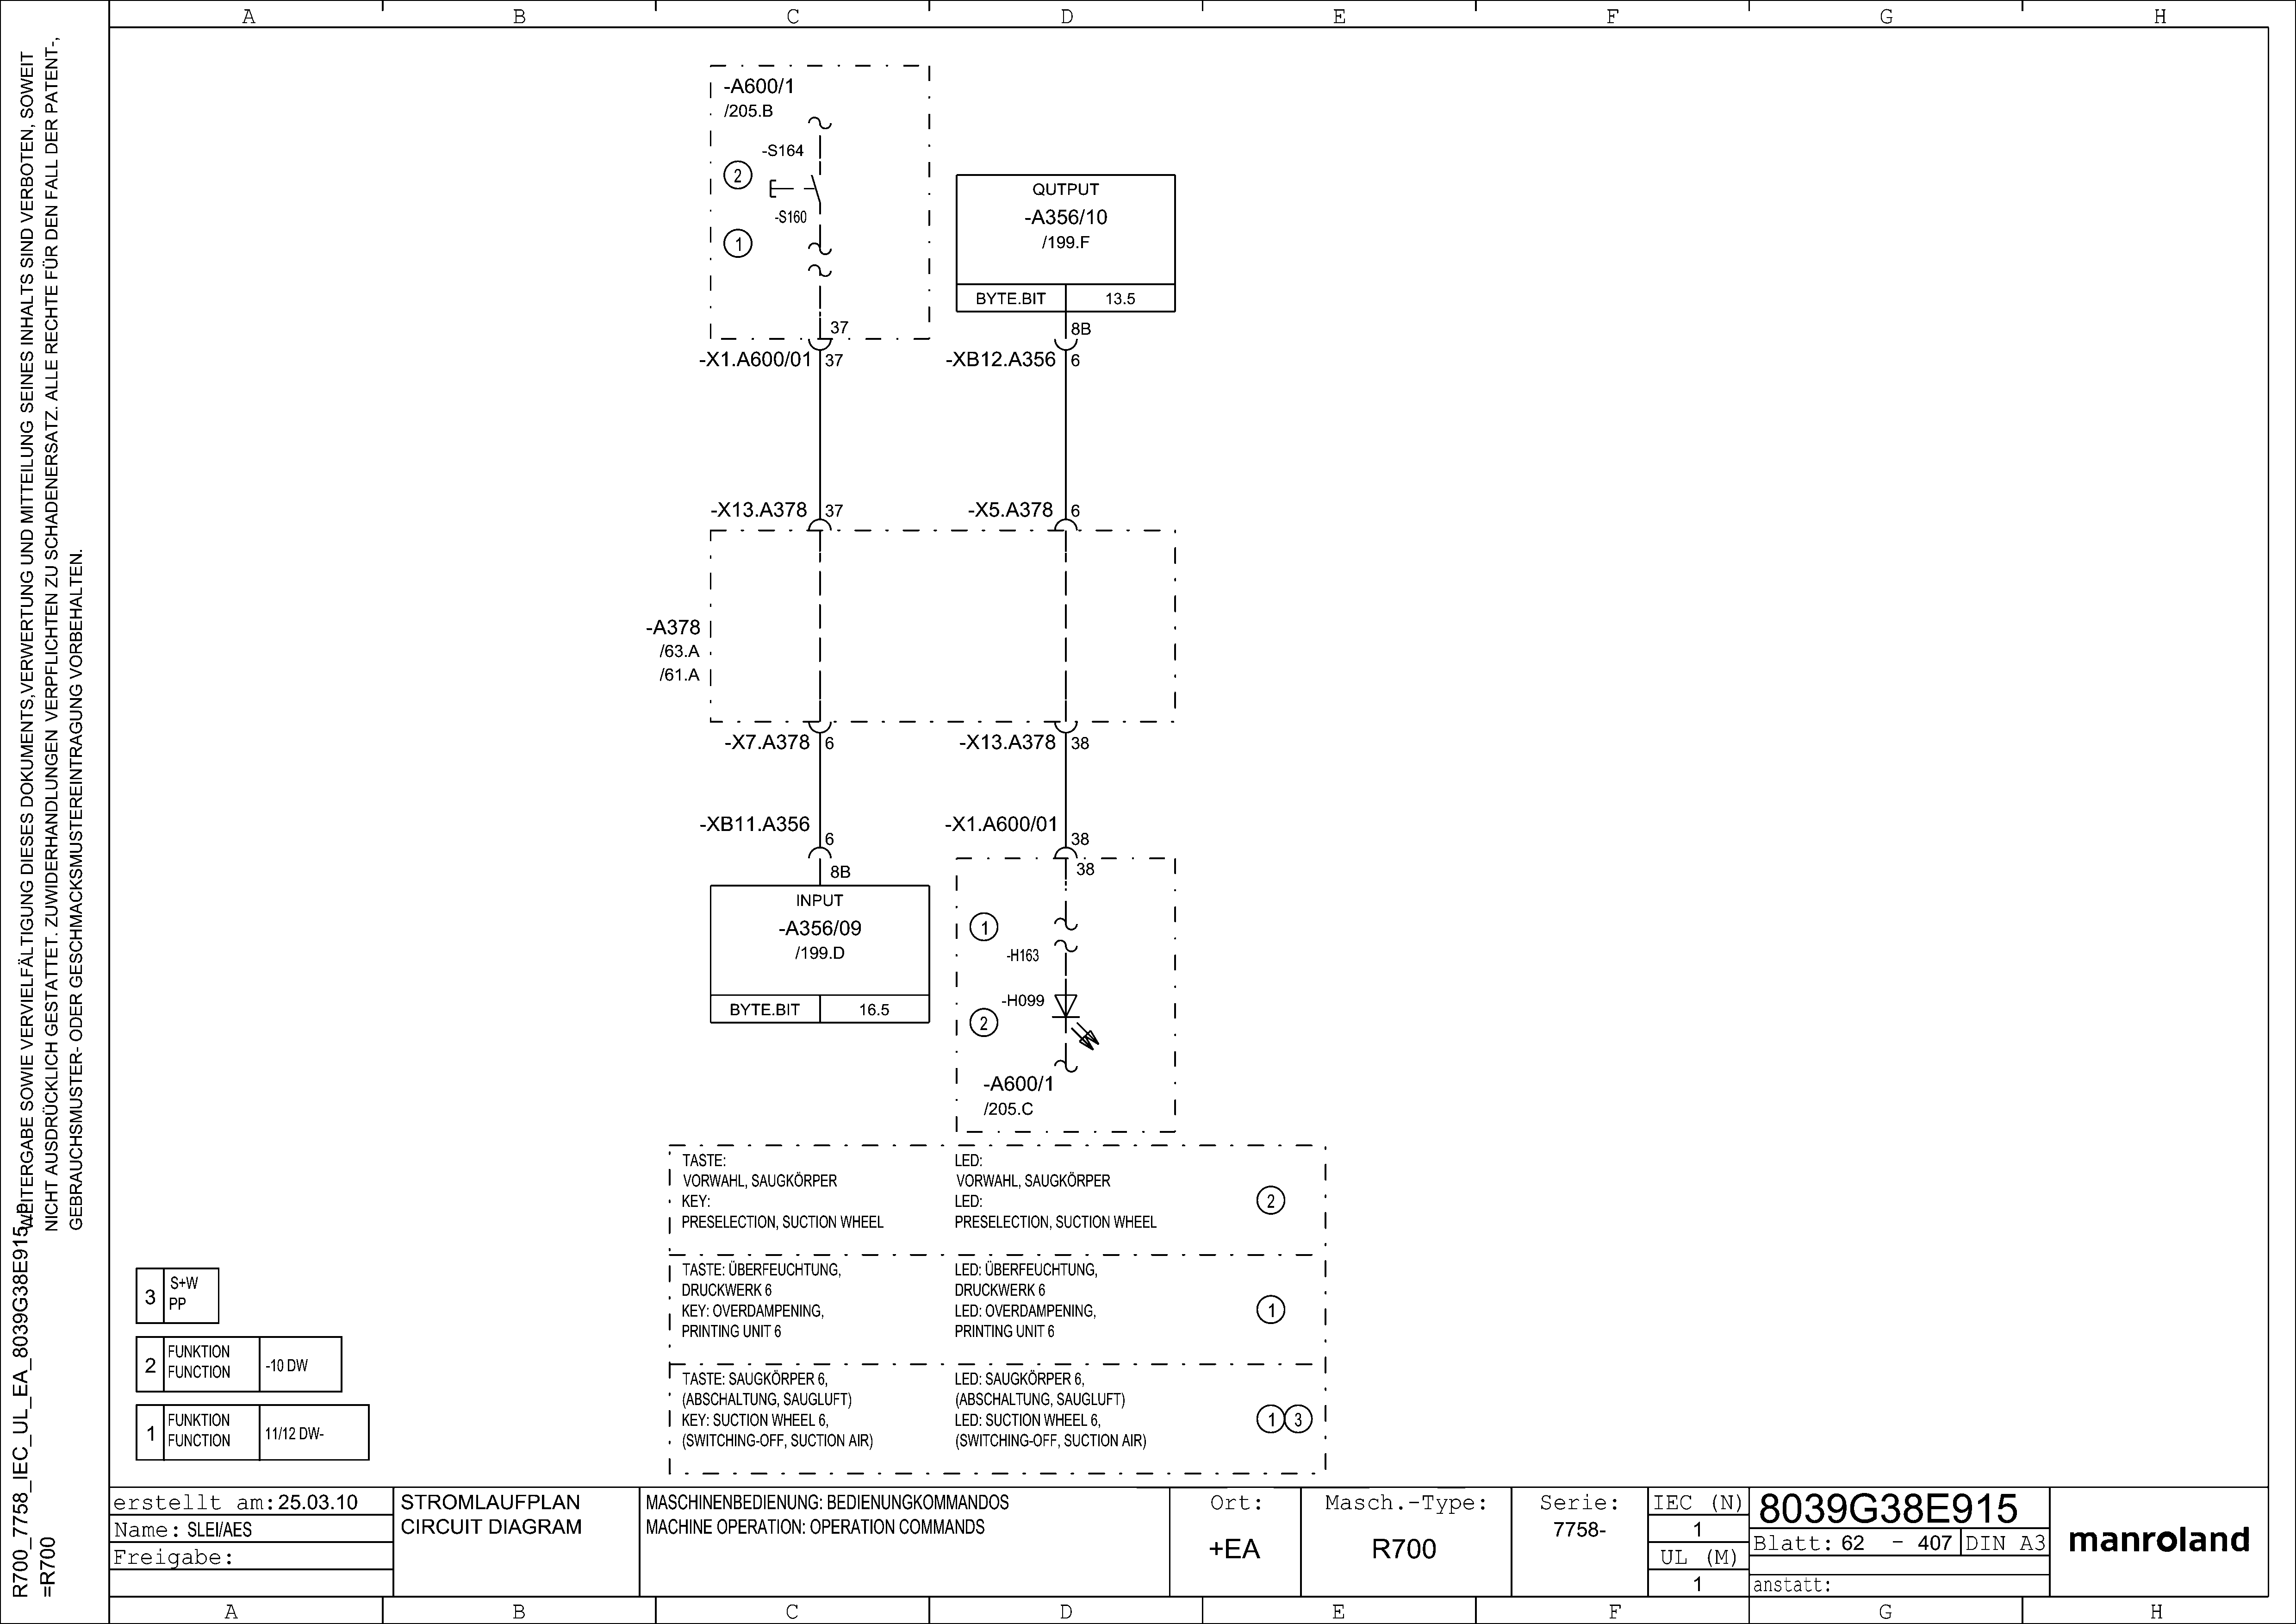 A B C D E F G H
WEITERGABE SOWIE VERVIELFÄLTIGUNG DIESES DOKUMENTS,VERWERTUNG UND MITTEILUNG SEINES INHALTS SIND VERBOTEN, SOWEIT
NICHT AUSDRÜCKLICH GESTATTET. ZUWIDERHANDLUNGEN VERPFLICHTEN ZU SCHADENERSATZ. ALLE RECHTE FÜR DEN FALL DER PATENT-,
GEBRAUCHSMUSTER- ODER GESCHMACKSMUSTEREINTRAGUNG VORBEHALTEN.
-A600/1
/205.B
-S164
2
-S160
1
37
-X1.A600/01 37
QUTPUT
-A356/10
/199.F
BYTE.BIT 13.5
8B
-XB12.A356 6
-X13.A378 37
-X5.A378 6
-A378
/63.A
/61.A
-X7.A378 6
-X13.A378 38
-XB11.A356
6
8B
-X1.A600/01
38
38
INPUT
-A356/09
/199.D
BYTE.BIT 16.5
1
-H163
-H099
2
-A600/1
/205.C
TASTE:
VORWAHL, SAUGKÖRPER
KEY:
PRESELECTION, SUCTION WHEEL
LED:
VORWAHL, SAUGKÖRPER
LED:
PRESELECTION, SUCTION WHEEL
2
TASTE: ÜBERFEUCHTUNG,
DRUCKWERK 6
KEY: OVERDAMPENING,
PRINTING UNIT 6
LED: ÜBERFEUCHTUNG,
DRUCKWERK 6
LED: OVERDAMPENING,
PRINTING UNIT 6
1
TASTE: SAUGKÖRPER 6,
(ABSCHALTUNG, SAUGLUFT)
KEY: SUCTION WHEEL 6,
(SWITCHING-OFF, SUCTION AIR)
LED: SAUGKÖRPER 6,
(ABSCHALTUNG, SAUGLUFT)
LED: SUCTION WHEEL 6,
(SWITCHING-OFF, SUCTION AIR)
1 3
3 S+W
PP
2 FUNKTION
FUNCTION
-10 DW
1 FUNKTION
FUNCTION
11/12 DW-
=R700
erstellt am: 25.03.10
Name: SLEI/AES
Freigabe:
STROMLAUFPLAN
CIRCUIT DIAGRAM
MASCHINENBEDIENUNG: BEDIENUNGKOMMANDOS
MACHINE OPERATION: OPERATION COMMANDS
Ort:
+EA
Masch.-Type:
R700
Serie:
7758-
IEC (N)
1
UL (M)
1
8039G38E915
Blatt: 62 - 407 DIN A3
anstatt:
manroland
A B C D E F G H